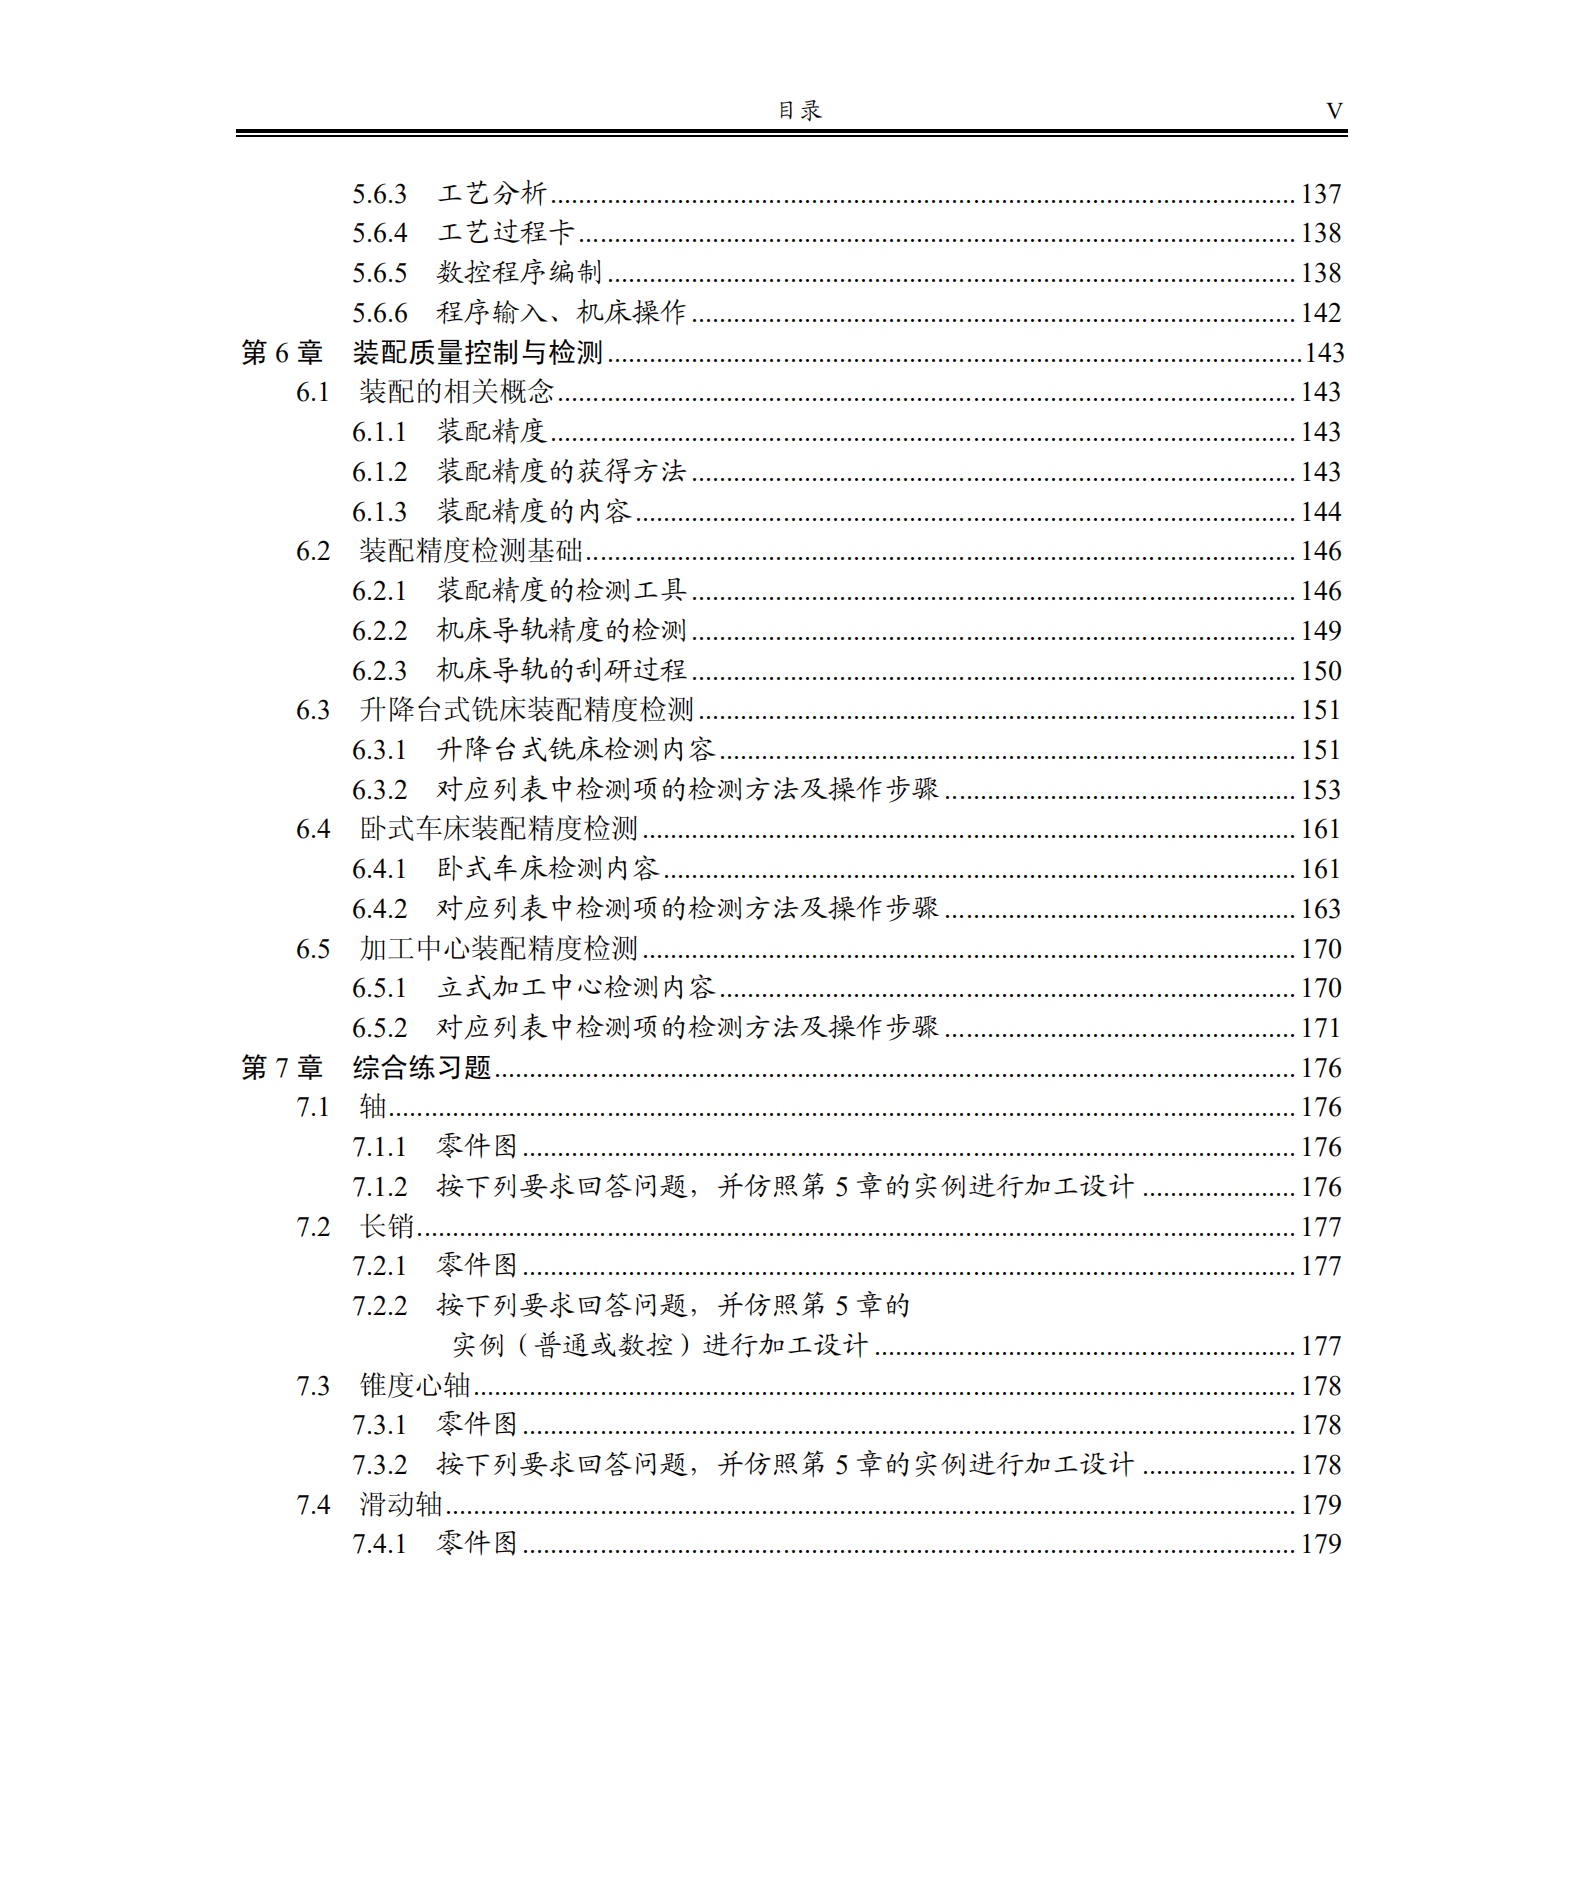 目录 V
5.6.3 工艺分析 137
5.6.4 工艺过程卡 138
5.6.5 数控程序编制 138
5.6.6 程序输入、机床操作 142
第 6 章 装配质量控制与检测 143
6.1 装配的相关概念 143
6.1.1 装配精度 143
6.1.2 装配精度的获得方法 143
6.1.3 装配精度的内容 144
6.2 装配精度检测基础 146
6.2.1 装配精度的检测工具 146
6.2.2 机床导轨精度的检测 149
6.2.3 机床导轨的刮研过程 150
6.3 升降台式铣床装配精度检测 151
6.3.1 升降台式铣床检测内容 151
6.3.2 对应列表中检测项的检测方法及操作步骤 153
6.4 卧式车床装配精度检测 161
6.4.1 卧式车床检测内容 161
6.4.2 对应列表中检测项的检测方法及操作步骤 163
6.5 加工中心装配精度检测 170
6.5.1 立式加工中心检测内容 170
6.5.2 对应列表中检测项的检测方法及操作步骤 171
第 7 章 综合练习题 176
7.1 轴 176
7.1.1 零件图 176
7.1.2 按下列要求回答问题，并仿照第 5 章的实例进行加工设计 176
7.2 长销 177
7.2.1 零件图 177
7.2.2 按下列要求回答问题，并仿照第 5 章的
实例（普通或数控）进行加工设计 177
7.3 锥度心轴 178
7.3.1 零件图 178
7.3.2 按下列要求回答问题，并仿照第 5 章的实例进行加工设计 178
7.4 滑动轴 179
7.4.1 零件图 179